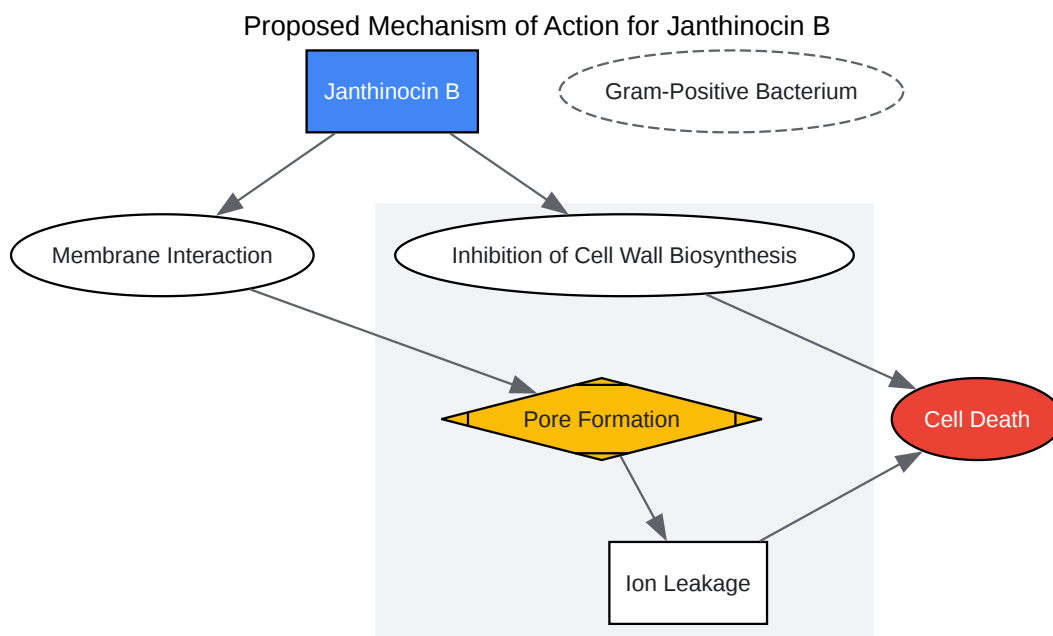 Proposed Mechanism of Action for Janthinocin B
Janthinocin B
Gram-Positive Bacterium
Membrane Interaction
Inhibition of Cell Wall Biosynthesis
Pore Formation
Cell Death
Ion Leakage